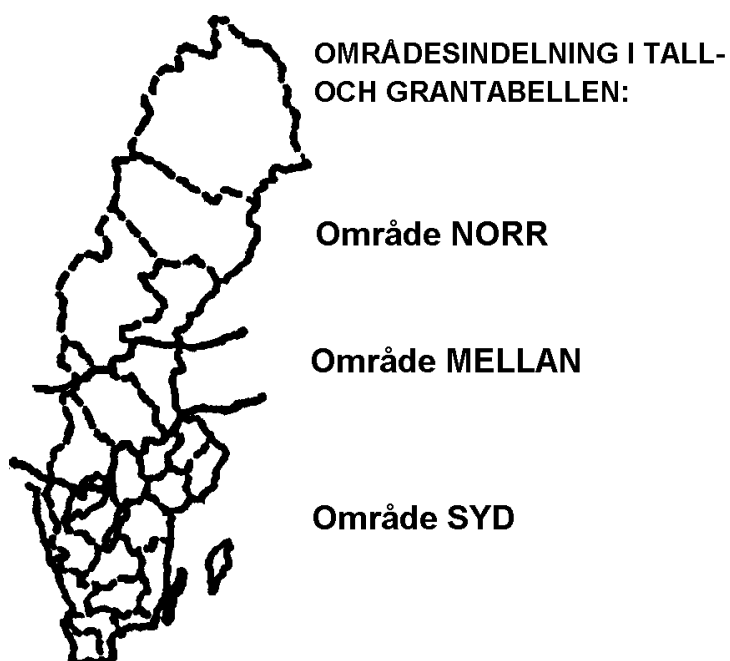 OMRÅDESINDELNING I TALL-
OCH GRANTABELLEN:
Område NORR
Område MELLAN
Område SYD